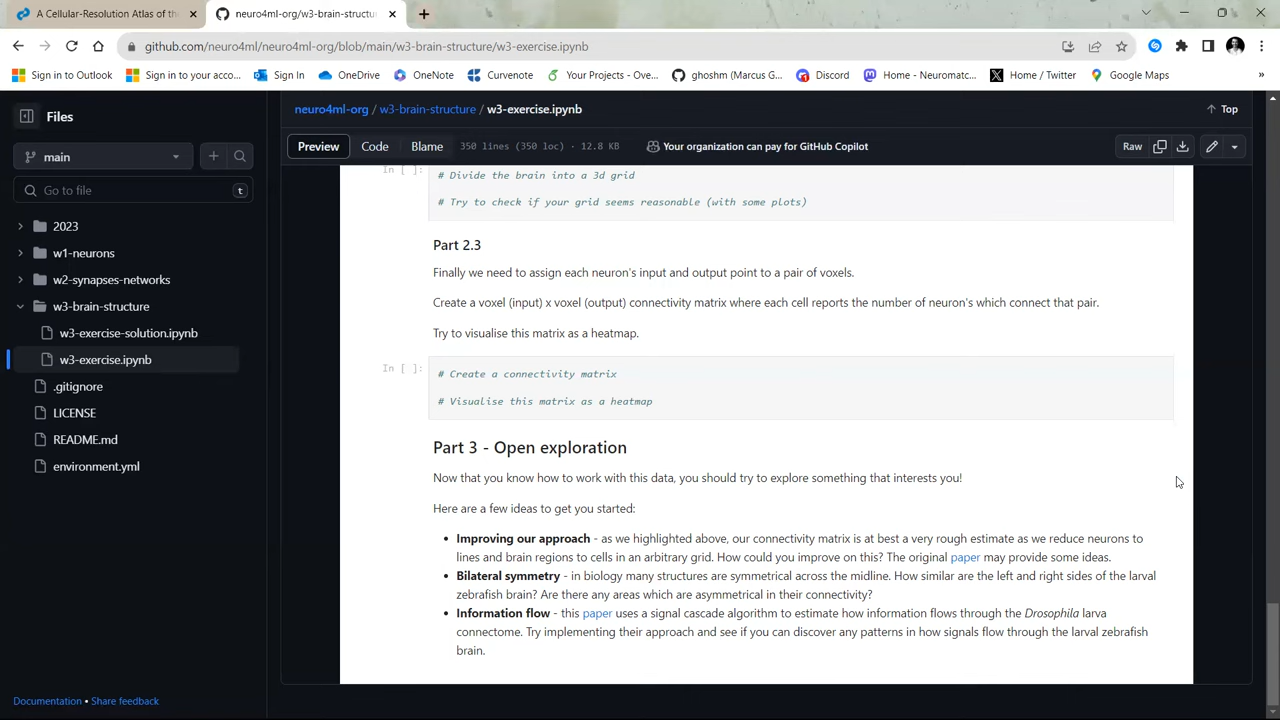 A Cellular-Resolution Atlas of th
neuro4ml-org/w3-brain-structu
github.com/neuro4ml/neuro4ml-org/blob/main/w3-brain-structure/w3-exercise.ipynb
Sign in to Outlook
Sign in to your acco...
Sign In
OneDrive
OneNote
Curvenote
Your Projects - Ove...
ghoshm (Marcus G...
Discord
Home - Neuromatc...
Home / Twitter
Google Maps
»
Files
neuro4ml-org / w3-brain-structure / w3-exercise.ipynb
Top
main
Preview
Code
Blame
350 lines (350 loc) · 12.8 KB
Your organization can pay for GitHub Copilot
Raw
Go to file
t
2023
w1-neurons
w2-synapses-networks
w3-brain-structure
w3-exercise-solution.ipynb
w3-exercise.ipynb
.gitignore
LICENSE
README.md
environment.yml
Documentation • Share feedback
In [ ]:
# Divide the brain into a 3d grid
# Try to check if your grid seems reasonable (with some plots)
Part 2.3
Finally we need to assign each neuron's input and output point to a pair of voxels.
Create a voxel (input) x voxel (output) connectivity matrix where each cell reports the number of neuron's which connect that pair.
Try to visualise this matrix as a heatmap.
In [ ]:
# Create a connectivity matrix
# Visualise this matrix as a heatmap
Part 3 - Open exploration
Now that you know how to work with this data, you should try to explore something that interests you!
Here are a few ideas to get you started:
• Improving our approach - as we highlighted above, our connectivity matrix is at best a very rough estimate as we reduce neurons to
lines and brain regions to cells in an arbitrary grid. How could you improve on this? The original paper may provide some ideas.
• Bilateral symmetry - in biology many structures are symmetrical across the midline. How similar are the left and right sides of the larval
zebrafish brain? Are there any areas which are asymmetrical in their connectivity?
• Information flow - this paper uses a signal cascade algorithm to estimate how information flows through the Drosophila larva
connectome. Try implementing their approach and see if you can discover any patterns in how signals flow through the larval zebrafish
brain.